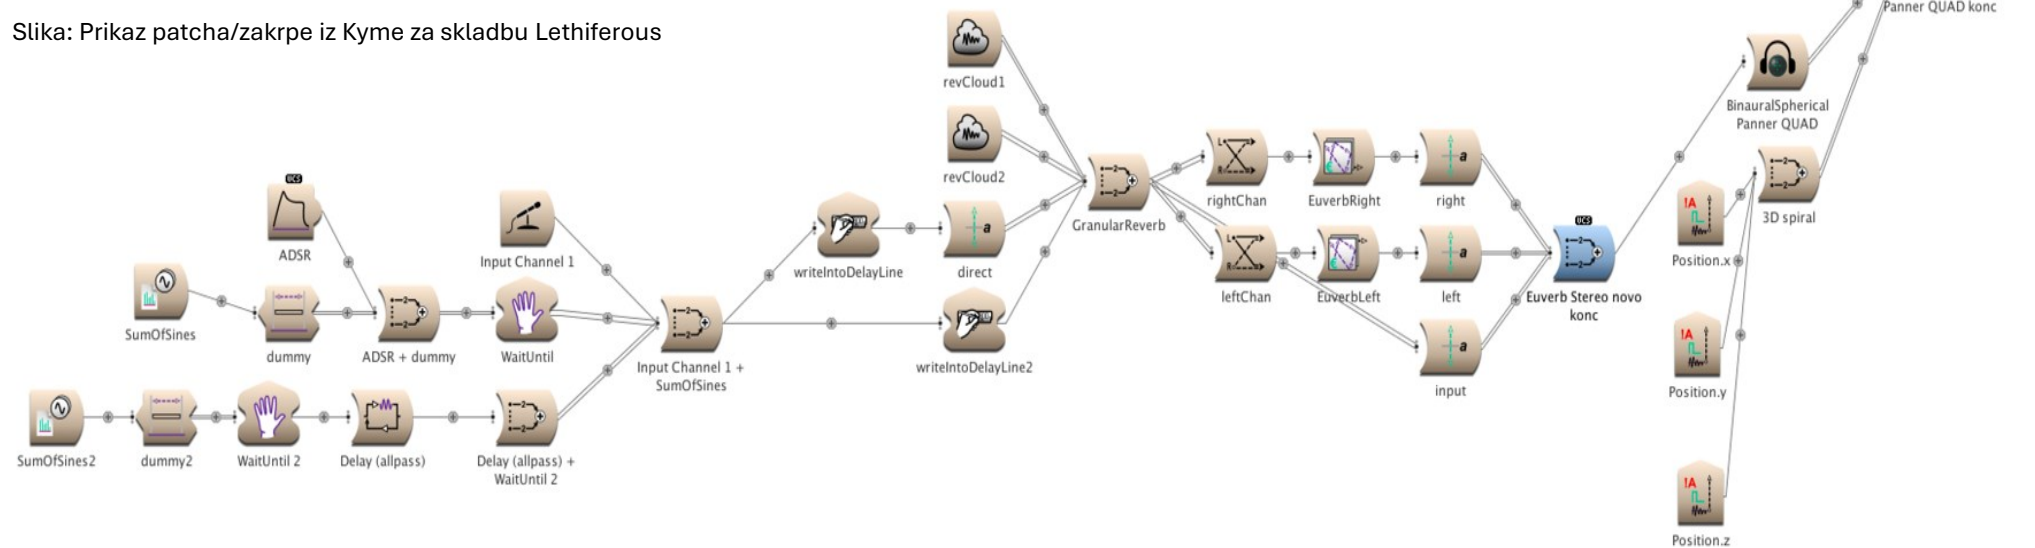 Slika: Prikaz patcha/zakrpe iz Kyme za skladbu Lethiferous
Panner QUAD konc
revCloud1
BinauralSpherical
Panner QUAD
revCloud2
OCS
ADSR
Input Channel 1
writeIntoDelayLine
direct
GranularReverb
L
R
rightChan
EuverbRight
a
right
!A
Position.x
3D spiral
SumOfSines
dummy
ADSR + dummy
WaitUntil
Input Channel 1 +
SumOfSines
writeIntoDelayLine2
L
R
leftChan
EuverbLeft
a
left
OCS
Euverb Stereo novo
konc
a
input
!A
Position.y
SumOfSines2
dummy2
WaitUntil 2
Delay (allpass)
Delay (allpass) +
WaitUntil 2
!A
Position.z